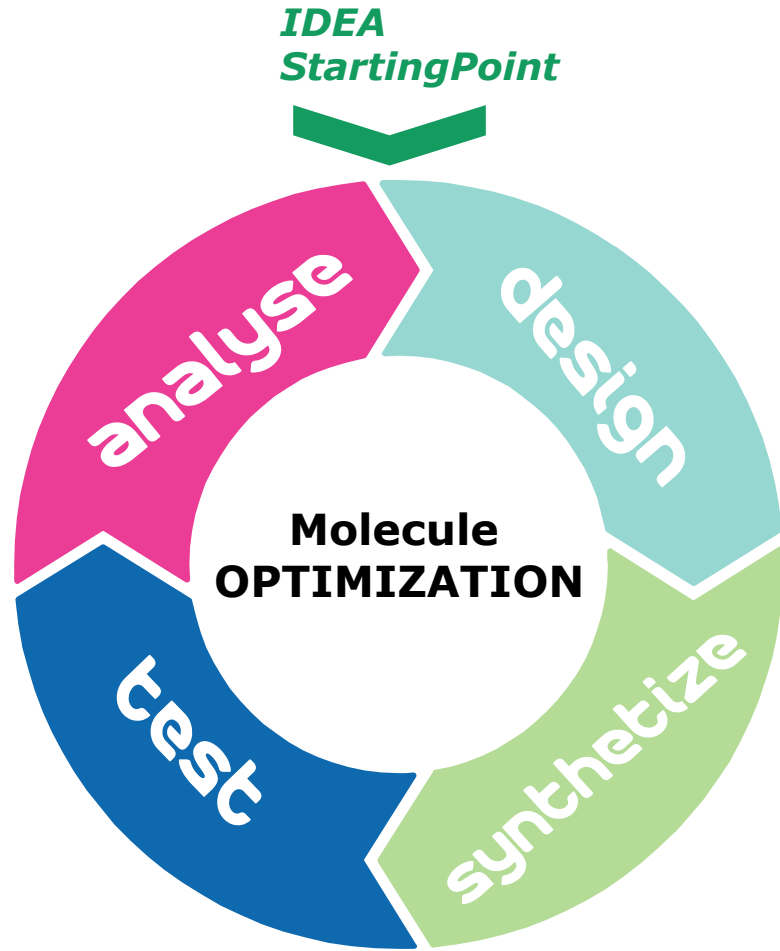 IDEA
StartingPoint
analyse
design
Molecule
OPTIMIZATION
test
synthetize